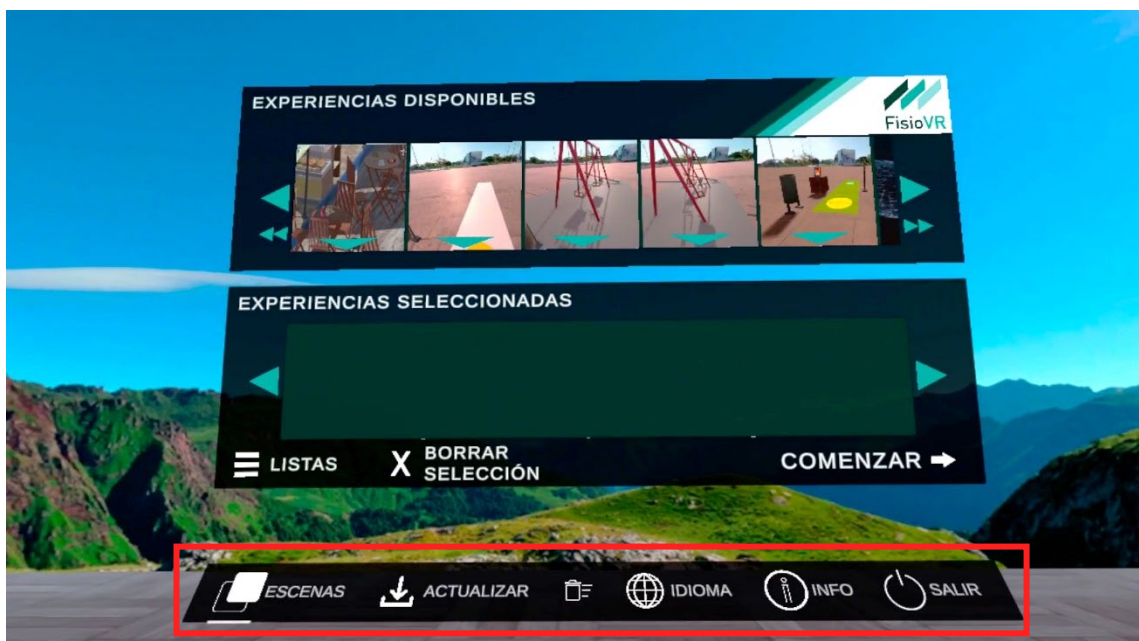 EXPERIENCIAS DISPONIBLES
FisioVR
EXPERIENCIAS SELECCIONADAS
LISTAS
X BORRAR
SELECCIÓN
COMENZAR
ESCENAS
ACTUALIZAR
IDIOMA
INFO
SALIR